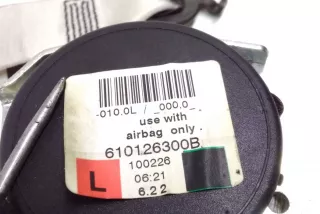 -010.0L / _000.0_
use with
airbag only.
610126300B
100226
L 06:21
6.22